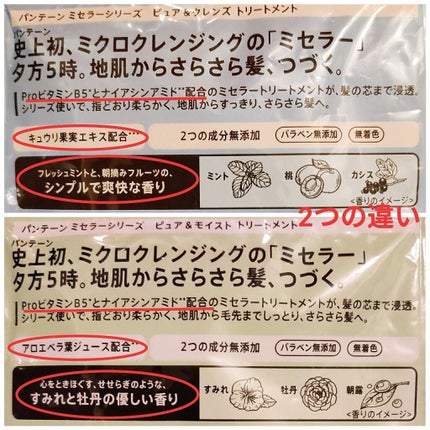 パンテーン ミセラーシリーズ ピュア&クレンズ トリートメント
パンテーン
史上初、ミクロクレンジングの「ミセラー」
夕方5時。地肌からさらさら髪、つづく。
ProビタミンB5*とナイアシンアミド**配合のミセラートリートメントが、髪の芯まで浸透。
シリーズ使いで、指どおり柔らかく、地肌からすっきり、さらさら髪へ。
キュウリ果実エキス配合***
2つの成分無添加
パラベン無添加
無着色
フレッシュミントと、朝摘みフルーツの、
シンプルで爽快な香り
ミント
桃
カシス
<香りのイメージ>
2つの違い
パンテーン ミセラーシリーズ ピュア&モイスト トリートメント
パンテーン
史上初、ミクロクレンジングの「ミセラー」
夕方5時。地肌からさらさら髪、つづく。
ProビタミンB5*とナイアシンアミド**配合のミセラートリートメントが、髪の芯まで浸透。
シリーズ使いで、指どおり柔らかく、地肌から毛先までしっとり、さらさら髪へ。
アロエベラ葉ジュース配合***
2つの成分無添加
パラベン無添加
無着色
心をときほぐす、せせらぎのような、
すみれと牡丹の優しい香り
すみれ
牡丹
朝露
<香りのイメージ>